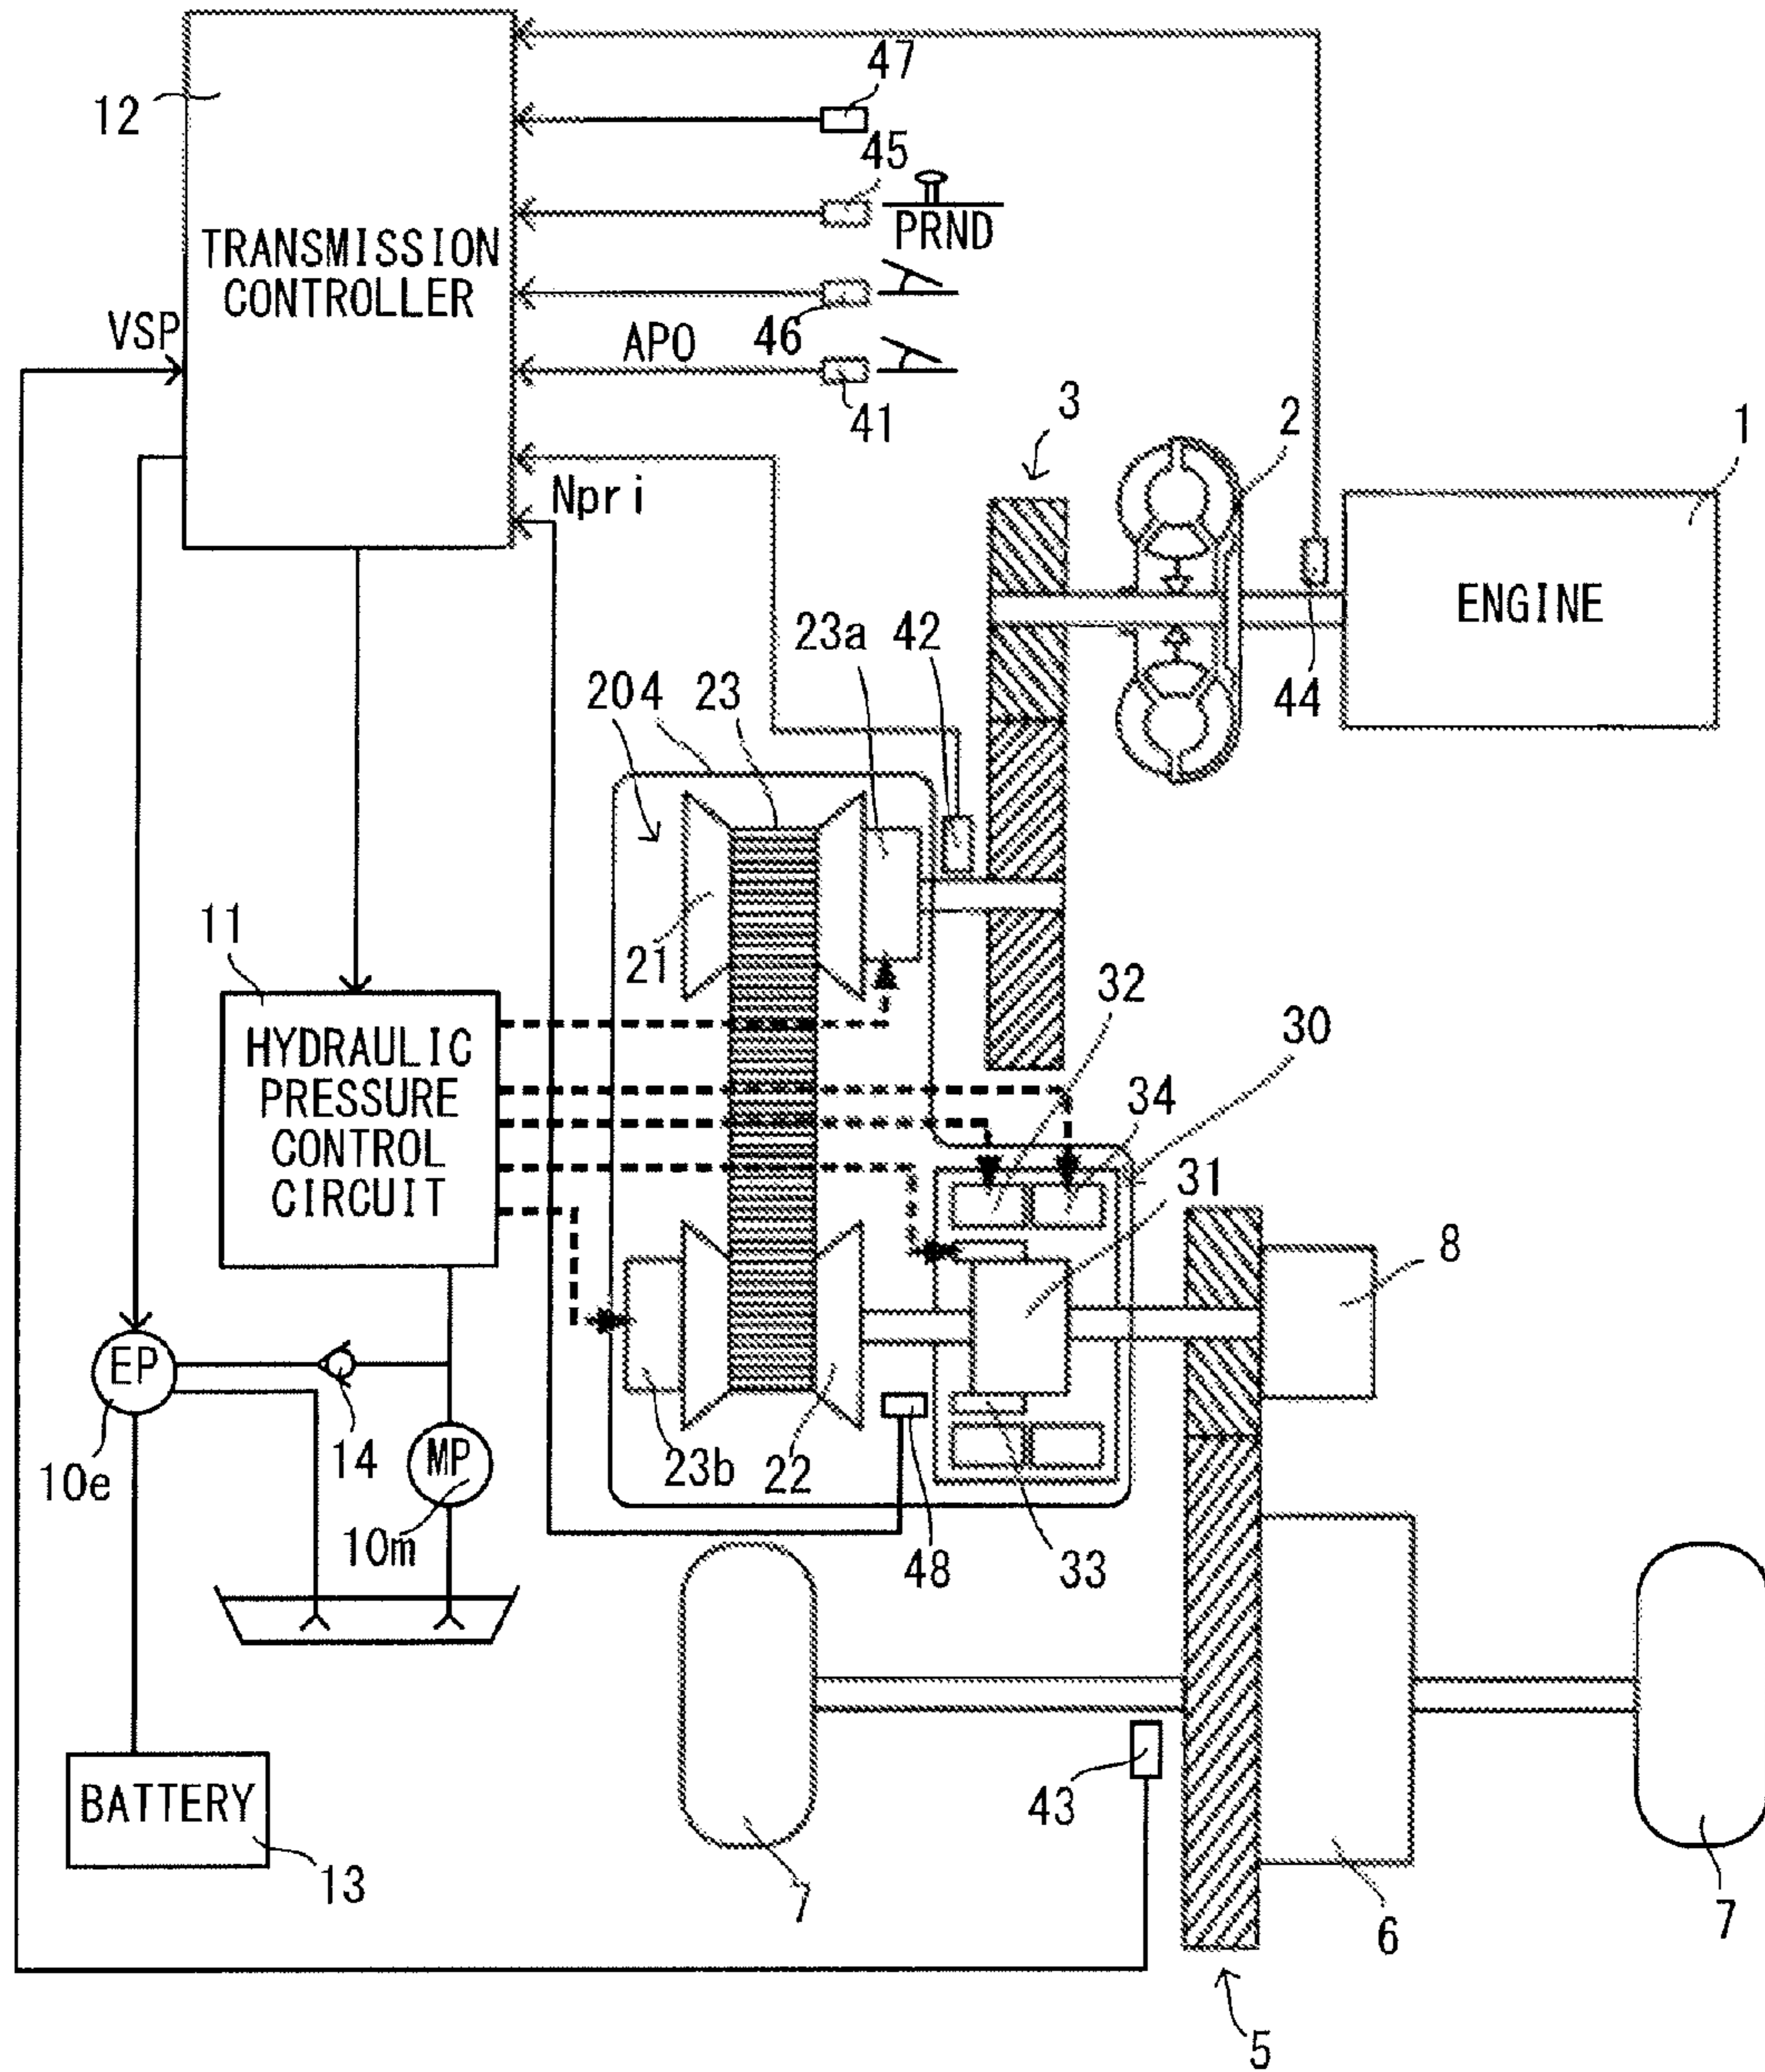 47
12
45
PRND
TRANSMISSION
CONTROLLER
VSP
46
APO
41
3
2
1
Npri
ENGINE
23a
42
20
4
23
44
21
11
32
30
HYDRAULIC
PRESSURE
CONTROL
CIRCUIT
34
31
8
EP
14
MP
10e
23b
22
10m
48
33
43
BATTERY
13
7
6
7
5